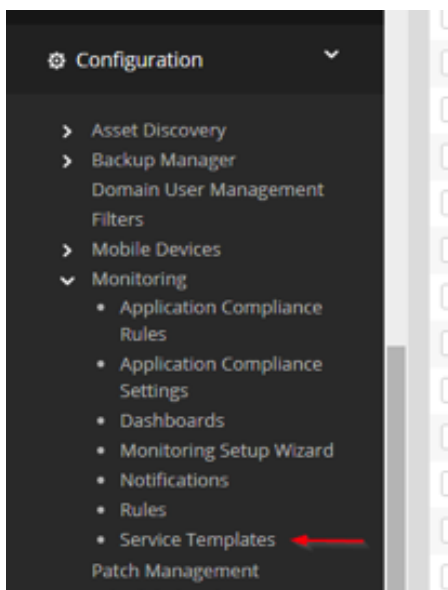 Configuration
Asset Discovery
Backup Manager
Domain User Management
Filters
Mobile Devices
Monitoring
Application Compliance
Rules
Application Compliance
Settings
Dashboards
Monitoring Setup Wizard
Notifications
Rules
Service Templates
Patch Management